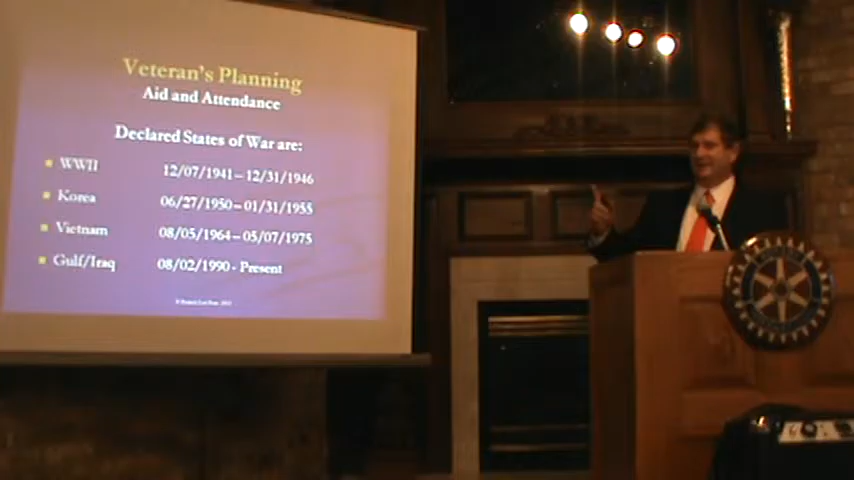 Veteran's Planning
Aid and Attendance
Declared States of War are:
WWII 12/07/1941 – 12/31/1946
Korea 06/27/1950 – 01/31/1955
Vietnam 08/05/1964 – 05/07/1975
Gulf/Iraq 08/02/1990 - Present